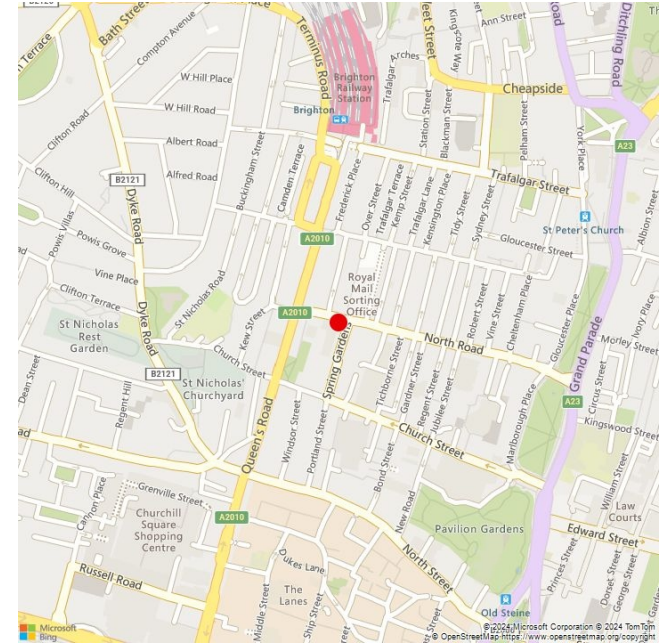 B2120
Bath Street
Compton Avenue
Terminus Road
Kingscote Way
Ann Street
Ditchling Road
Terrace
Arches
Trafalgar
Cheapside
Clifton Road
W Hill Place
W Hill Road
Brighton
Railway
Station
Brighton
Station Street
Blackman Street
Pelham Street
York Place
A23
Albert Road
Alfred Road
Buckingham Street
Camden Terrace
Frederick Place
Trafalgar Street
Clifton Hill
B2121
Dyke Road
Over Street
Trafalgar Terrace
Kemp Street
Trafalgar Lane
Kensington Place
Tidy Street
Sydney Street
St Peter's Church
Albion Street
Powis Villas
Powis Grove
A2010
Gloucester Street
Vine Place
St Nicholas Road
Royal
Mail
Sorting
Office
Clifton Terrace
A2010
Dyke Road
Kew Street
Robert Street
Vine Street
Cheltenham Place
Gloucester Place
Ivory Place
St Nicholas
Rest
Garden
Church Street
Spring Gardens
North Road
Morley Street
Grand Parade
Dean Street
B2121
St Nicholas'
Churchyard
Tichborne Street
Gardner Street
Regent Street
Jubilee Street
Circus Street
A23
Regent Hill
Queen's Road
Windsor Street
Portland Street
Church Street
Marlborough Place
Kingswood Street
Cannon Place
Grenville Street
Churchill
Square
Shopping
Centre
A2010
Bond Street
New Road
Pavilion Gardens
William Street
Law
Courts
Edward Street
Russell Road
Dukes Lane
The
Lanes
North Street
Middle Street
Ship Street
Princes Street
Dorset Street
George Street
Old Steine
Microsoft
Bing
© 2024 Microsoft Corporation © 2024 TomTom
© OpenStreetMap https://www.openstreetmap.org/copyright